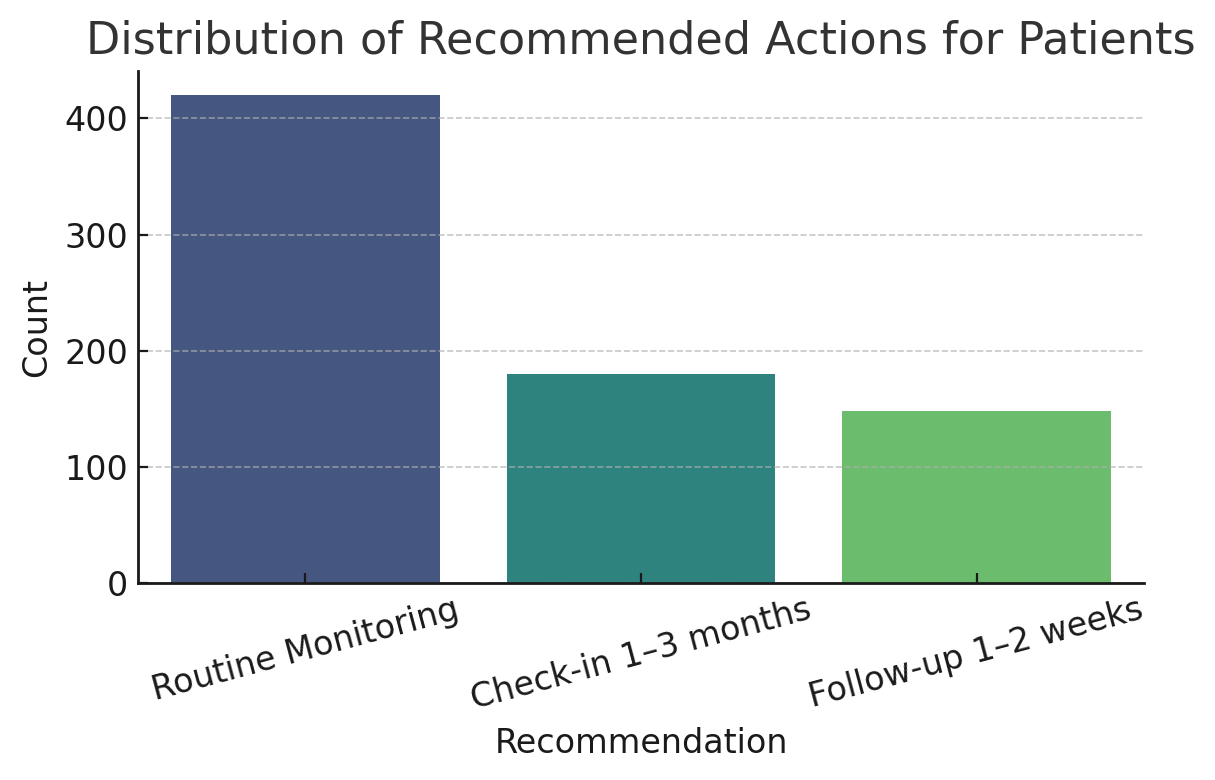 Distribution of Recommended Actions for Patients
400
300
200
100
0
Count
Routine Monitoring
Check-in 1–3 months
Follow-up 1–2 weeks
Recommendation